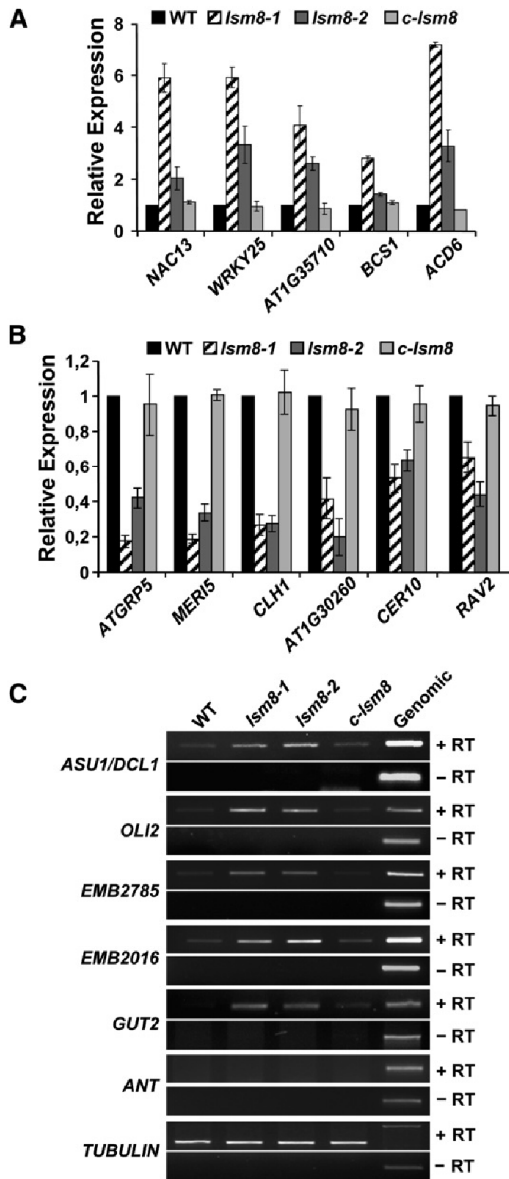 A
WT lsm8-1 lsm8-2 c-lsm8
Relative Expression
8
6
4
2
0
NAC13 WRKY25 AT1G35710 BCS1 ACD6
B
WT lsm8-1 lsm8-2 c-lsm8
Relative Expression
1,2
1
0,8
0,6
0,4
0,2
0
ATGRP5 MERI5 CLH1 AT1G30260 CER10 RAV2
C
WT lsm8-1 lsm8-2 c-lsm8 Genomic
ASU1/DCL1
+ RT
− RT
OLI2
+ RT
− RT
EMB2785
+ RT
− RT
EMB2016
+ RT
− RT
GUT2
+ RT
− RT
ANT
+ RT
− RT
TUBULIN
+ RT
− RT